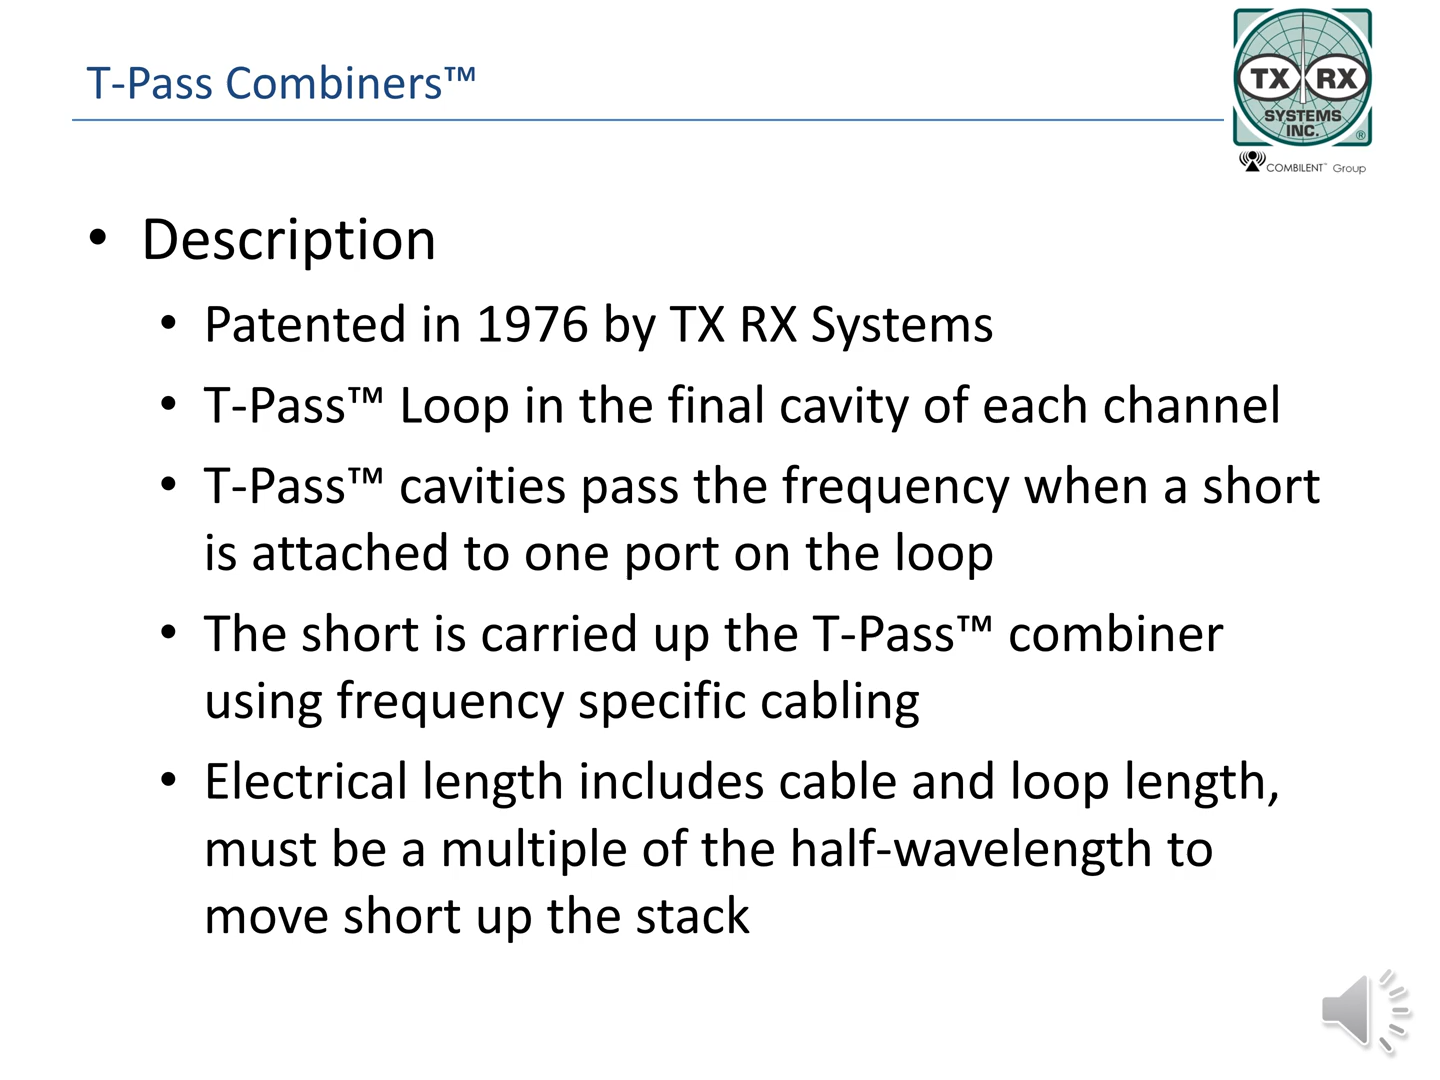 T-Pass Combiners™
TX RX
SYSTEMS
INC.
®
COMBILENT™ Group
• Description
• Patented in 1976 by TX RX Systems
• T-Pass™ Loop in the final cavity of each channel
• T-Pass™ cavities pass the frequency when a short
is attached to one port on the loop
• The short is carried up the T-Pass™ combiner
using frequency specific cabling
• Electrical length includes cable and loop length,
must be a multiple of the half-wavelength to
move short up the stack